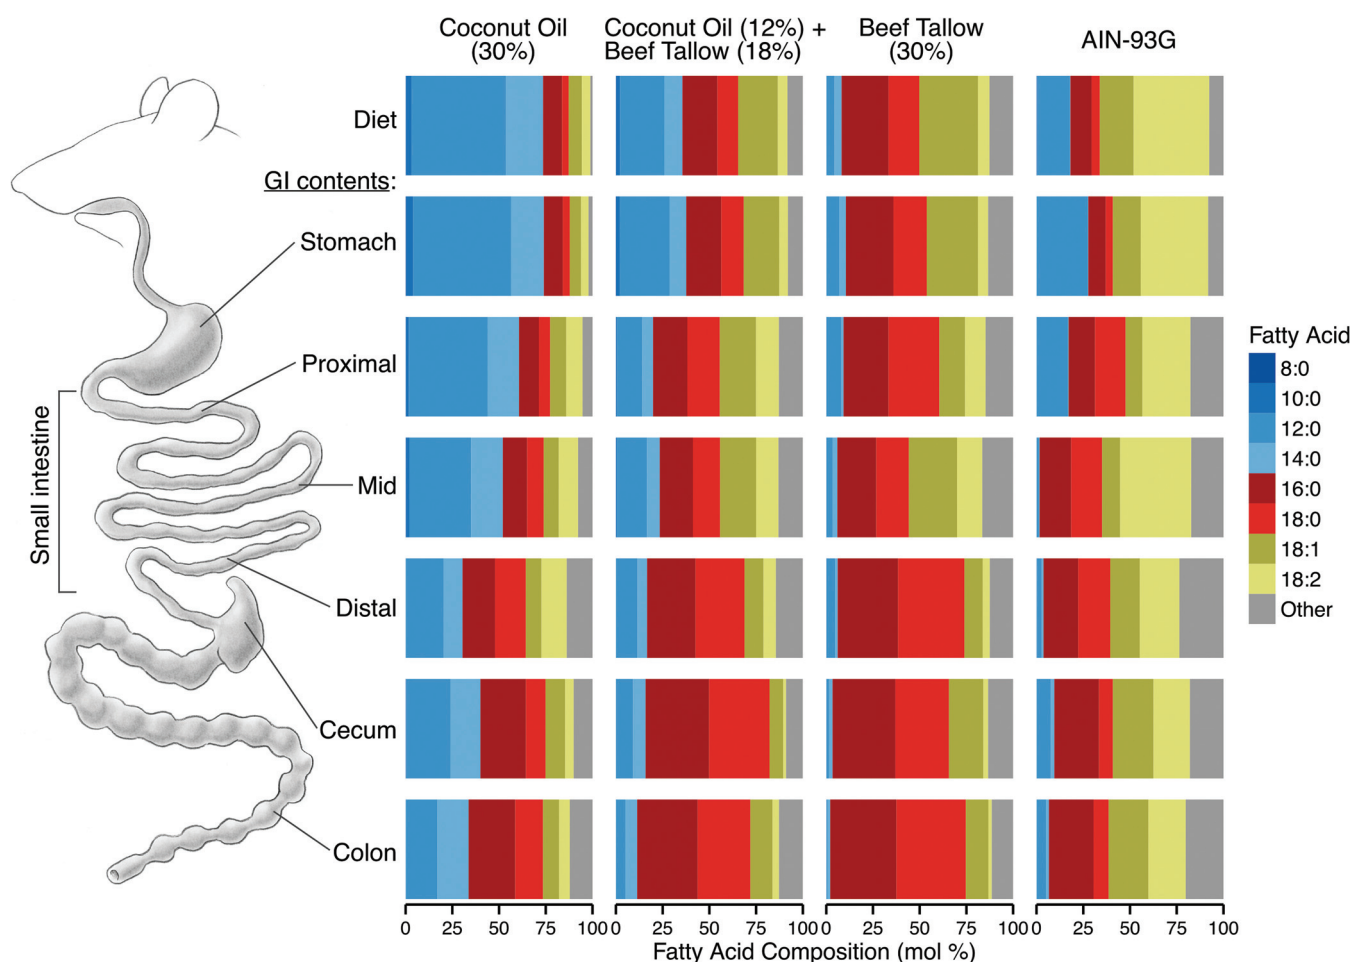 Coconut Oil
(30%)
Coconut Oil (12%) +
Beef Tallow (18%)
Beef Tallow
(30%)
AIN-93G
Diet
GI contents:
Stomach
Proximal
Small intestine
Mid
Distal
Cecum
Colon
Fatty Acid
8:0
10:0
12:0
14:0
16:0
18:0
18:1
18:2
Other
0 25 50 75 100
0 25 50 75 100
0 25 50 75 100
0 25 50 75 100
Fatty Acid Composition (mol %)